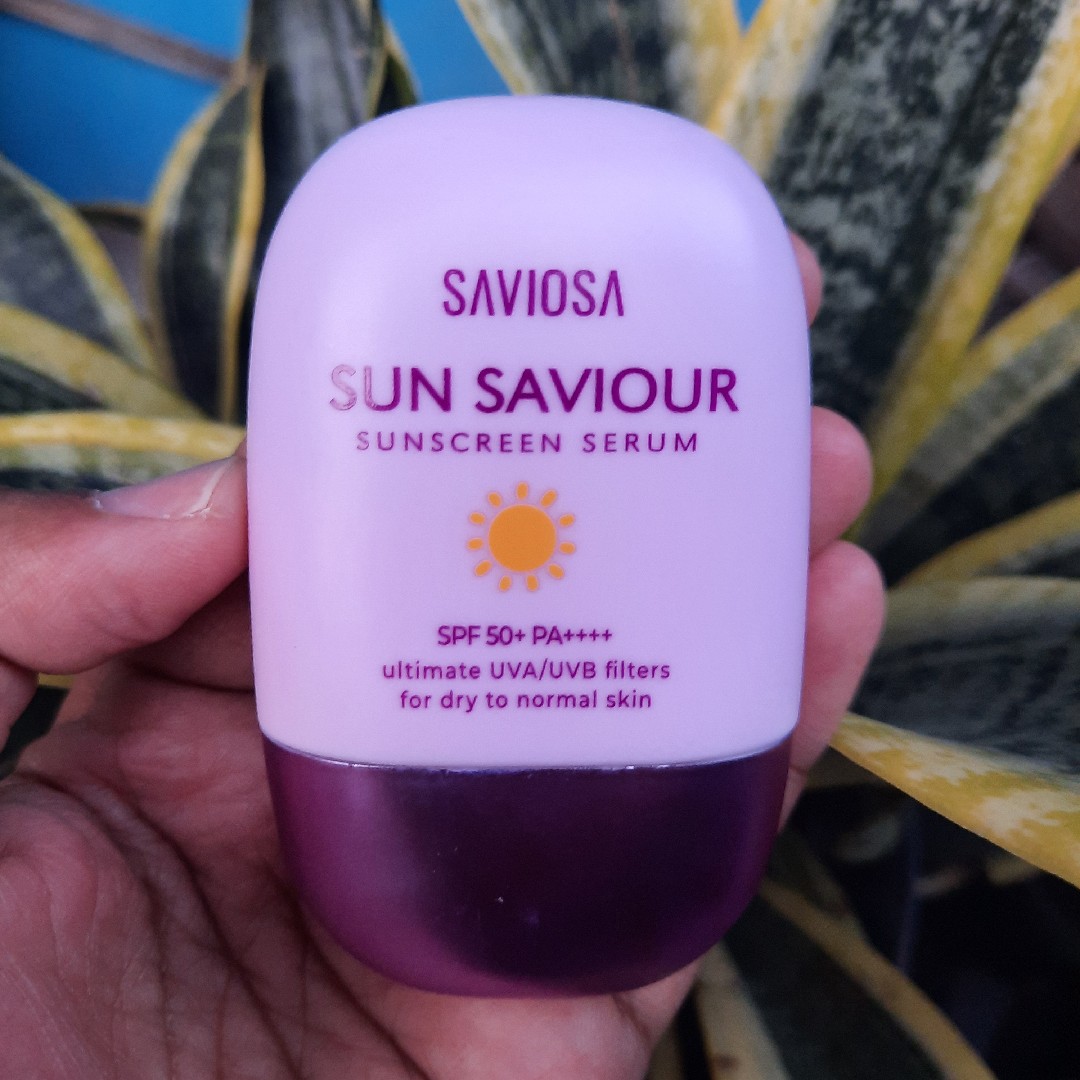 SAVIOSA
SUN SAVIOUR
SUNSCREEN SERUM
SPF 50+ PA++++
ultimate UVA/UVB filters
for dry to normal skin